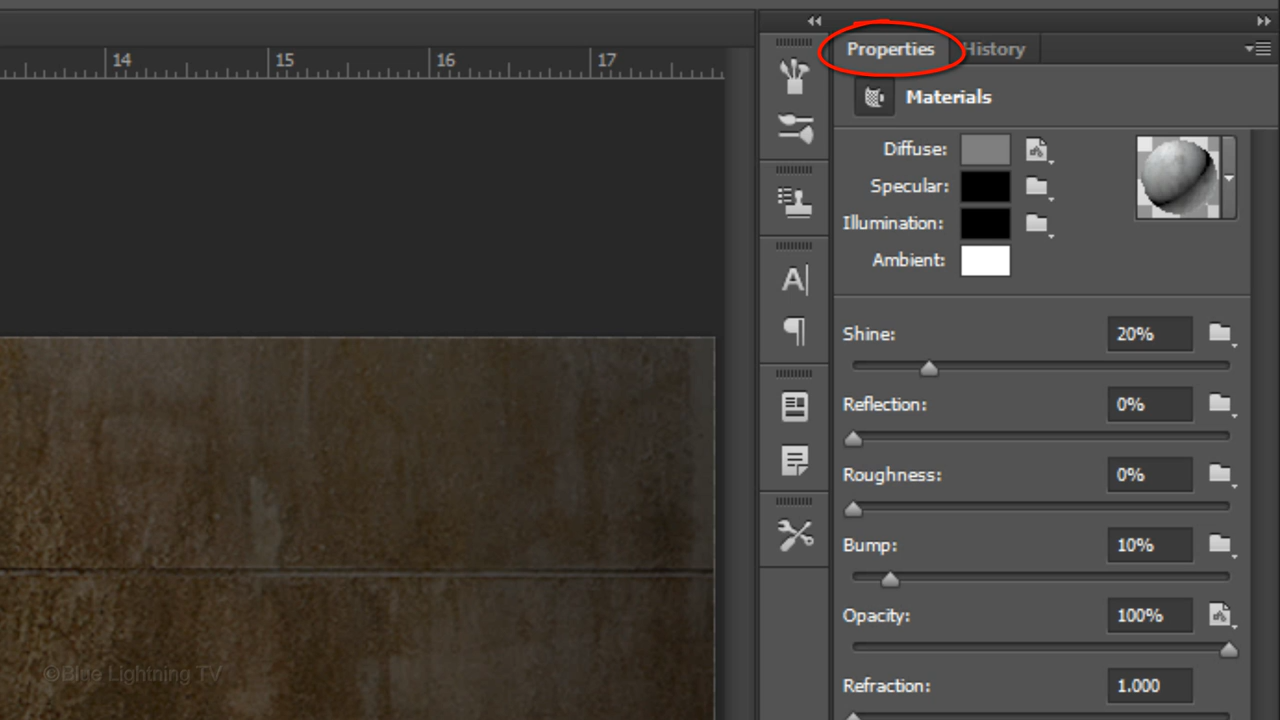 14 15 16 17
Properties History
Materials
Diffuse:
Specular:
Illumination:
Ambient:
Shine: 20%
Reflection: 0%
Roughness: 0%
Bump: 10%
Opacity: 100%
Refraction: 1.000
©Blue Lightning TV